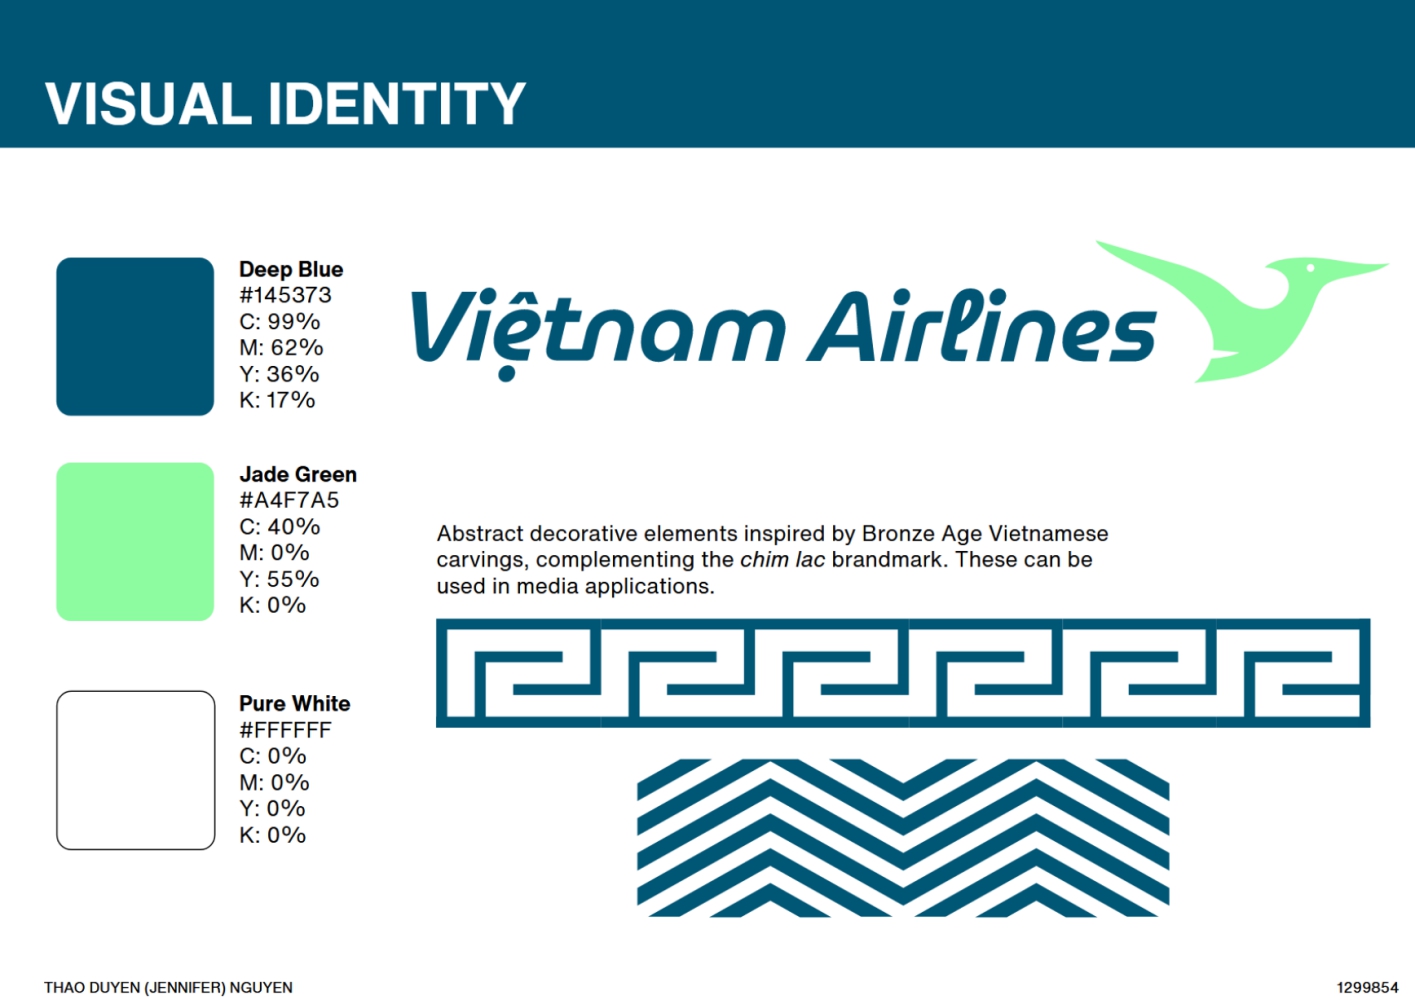 VISUAL IDENTITY
Deep Blue
#145373
C: 99%
M: 62%
Y: 36%
K: 17%
Việtnam Airlines
Jade Green
#A4F7A5
C: 40%
M: 0%
Y: 55%
K: 0%
Abstract decorative elements inspired by Bronze Age Vietnamese
carvings, complementing the chim lac brandmark. These can be
used in media applications.
Pure White
#FFFFFF
C: 0%
M: 0%
Y: 0%
K: 0%
THAO DUYEN (JENNIFER) NGUYEN
1299854